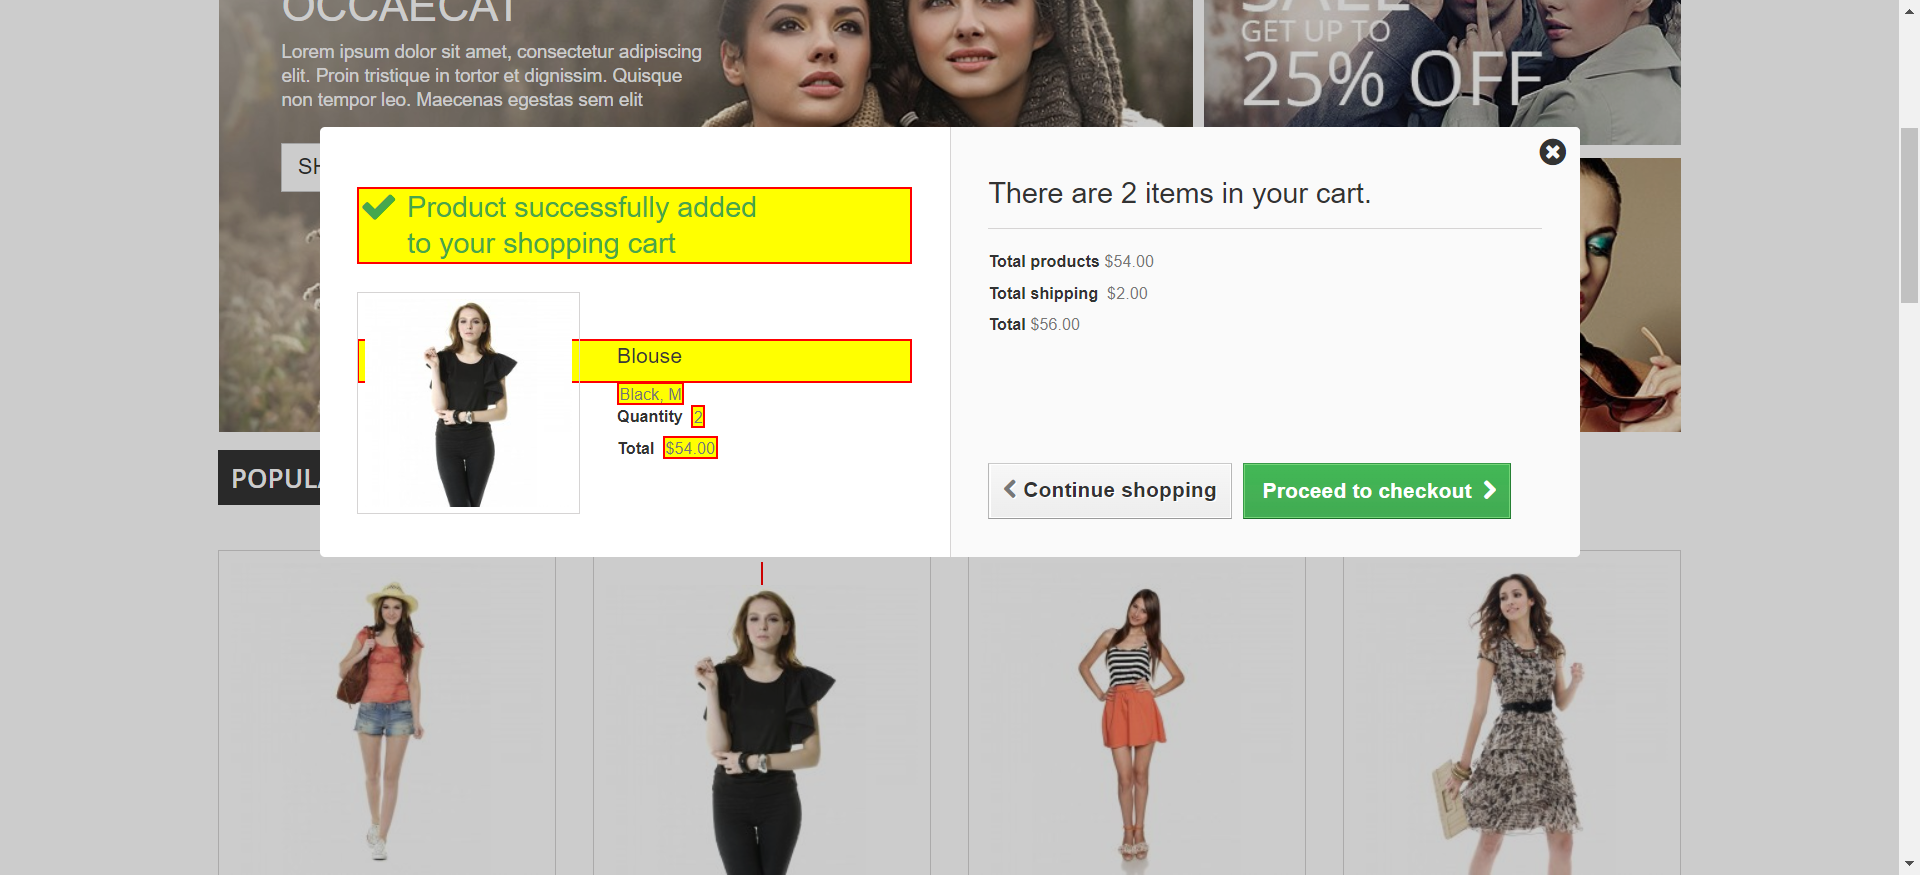 OCCAECAT
Lorem ipsum dolor sit amet, consectetur adipiscing
elit. Proin tristique in tortor et dignissim. Quisque
non tempor leo. Maecenas egestas sem elit
SH
SALE
GET UP TO
25% OFF
Product successfully added
to your shopping cart
Blouse
Black, M
Quantity 2
Total $54.00
There are 2 items in your cart.
Total products $54.00
Total shipping $2.00
Total $56.00
Continue shopping
Proceed to checkout
POPULA